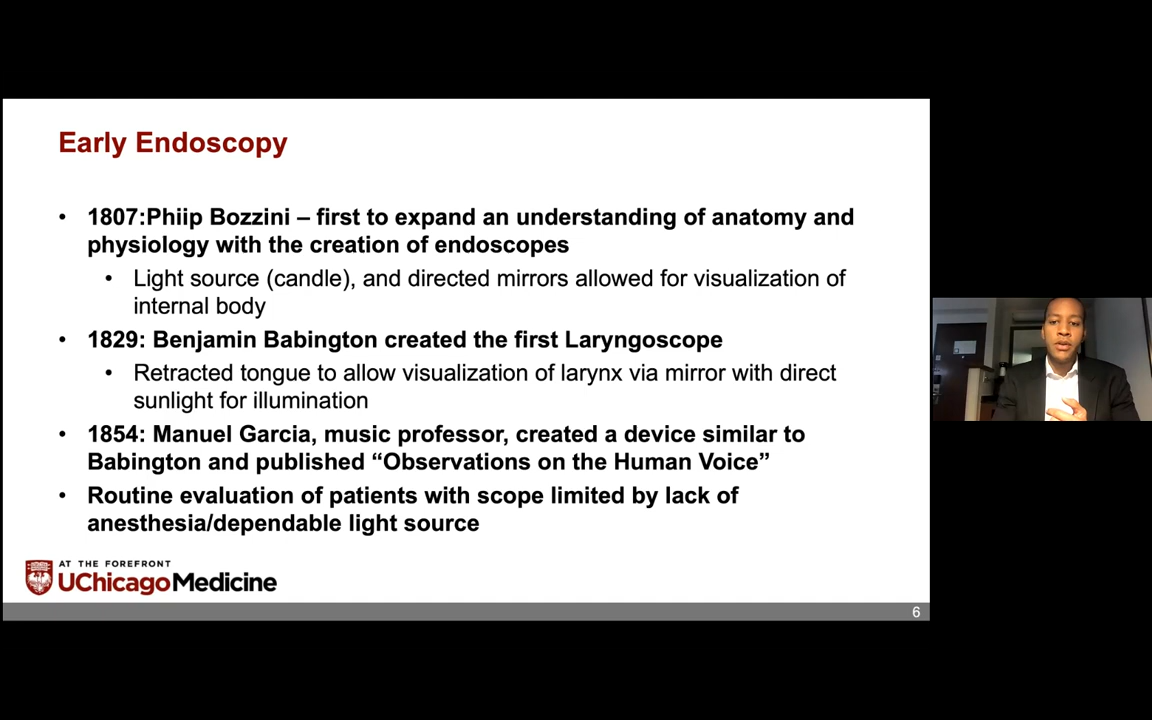 Early Endoscopy
• 1807:Phiip Bozzini – first to expand an understanding of anatomy and
physiology with the creation of endoscopes
• Light source (candle), and directed mirrors allowed for visualization of
internal body
• 1829: Benjamin Babington created the first Laryngoscope
• Retracted tongue to allow visualization of larynx via mirror with direct
sunlight for illumination
• 1854: Manuel Garcia, music professor, created a device similar to
Babington and published “Observations on the Human Voice”
• Routine evaluation of patients with scope limited by lack of
anesthesia/dependable light source
AT THE FOREFRONT
UChicagoMedicine
6